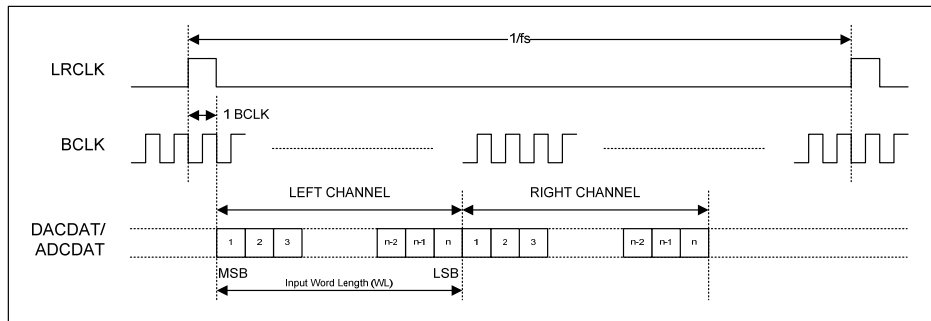 1/fs
LRCLK
1 BCLK
BCLK
LEFT CHANNEL RIGHT CHANNEL
DACDAT/
ADCDAT
1 2 3 n-2 n-1 n 1 2 3 n-2 n-1 n
MSB LSB
Input Word Length (WL)